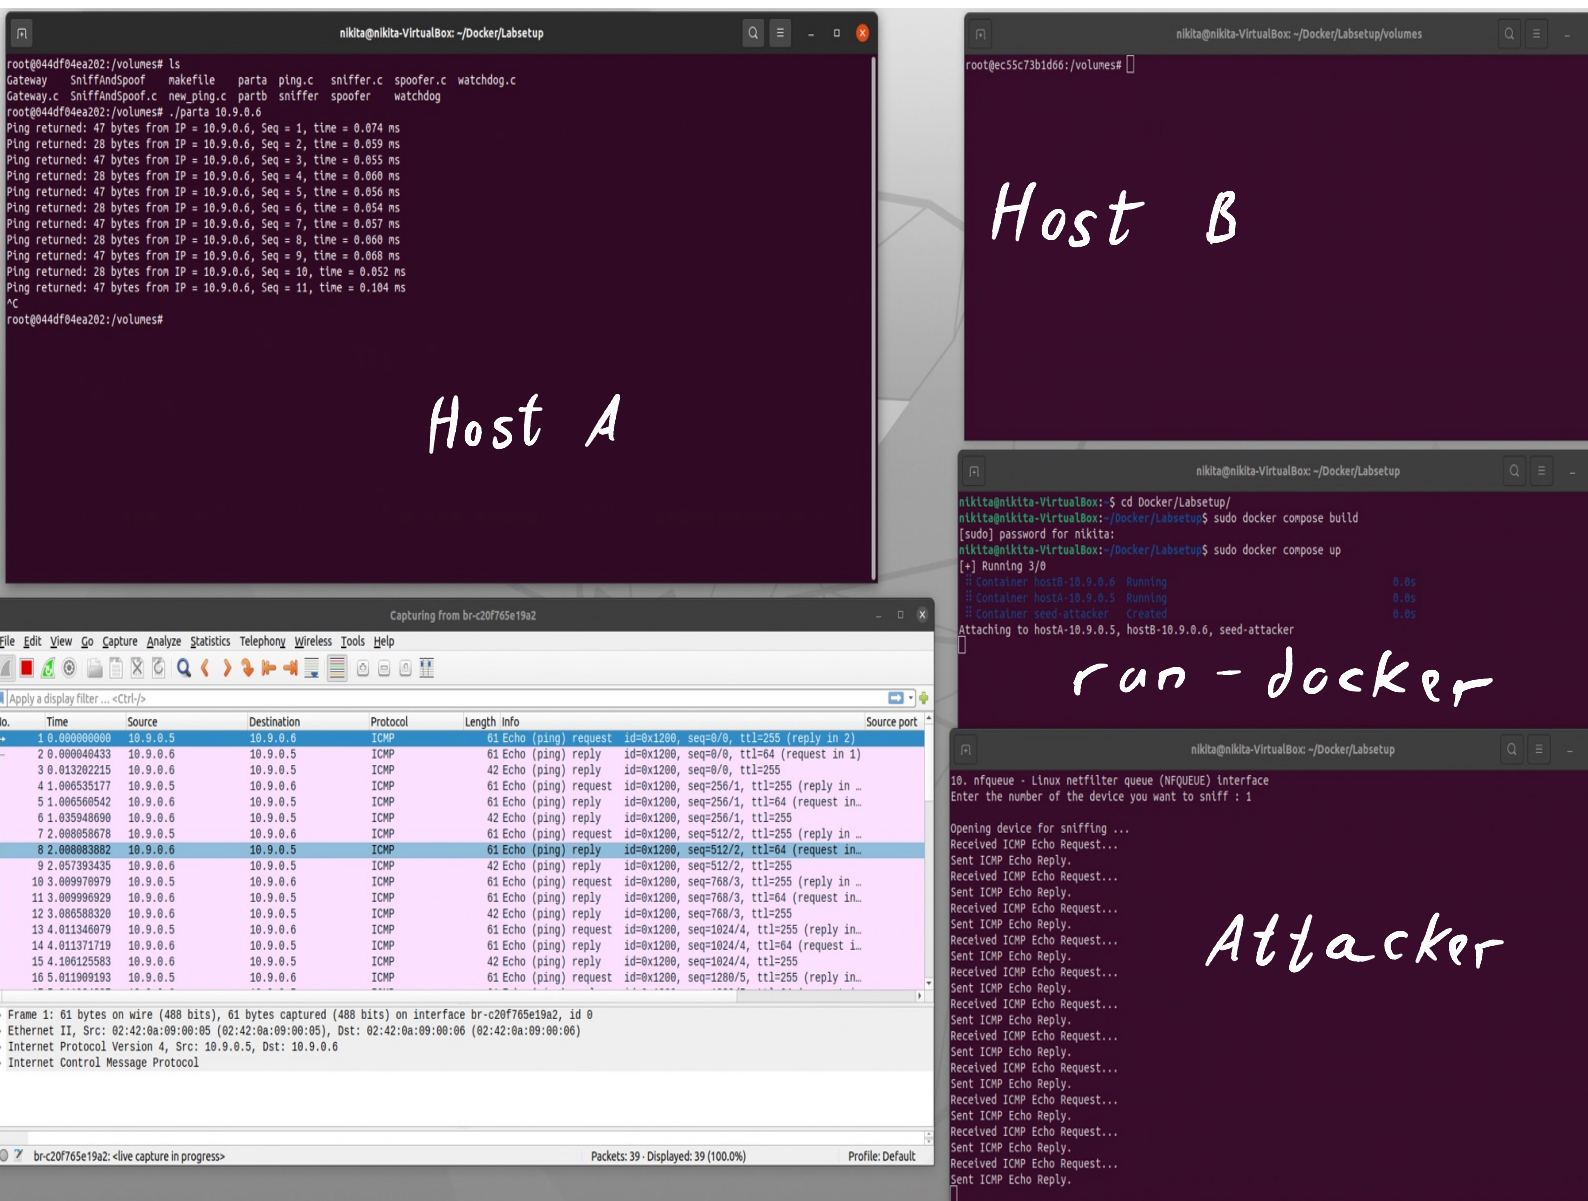 nikita@nikita-VirtualBox: ~/Docker/Labsetup
root@044df04ea202:/volumes# ls
Gateway SniffAndSpoof makefile parta ping.c sniffer.c spoofer.c watchdog.c
Gateway.c SniffAndSpoof.c new_ping.c partb sniffer spoofer watchdog
root@044df04ea202:/volumes# ./parta 10.9.0.6
Ping returned: 47 bytes from IP = 10.9.0.6, Seq = 1, time = 0.074 ms
Ping returned: 28 bytes from IP = 10.9.0.6, Seq = 2, time = 0.059 ms
Ping returned: 47 bytes from IP = 10.9.0.6, Seq = 3, time = 0.055 ms
Ping returned: 28 bytes from IP = 10.9.0.6, Seq = 4, time = 0.060 ms
Ping returned: 47 bytes from IP = 10.9.0.6, Seq = 5, time = 0.056 ms
Ping returned: 28 bytes from IP = 10.9.0.6, Seq = 6, time = 0.054 ms
Ping returned: 47 bytes from IP = 10.9.0.6, Seq = 7, time = 0.057 ms
Ping returned: 28 bytes from IP = 10.9.0.6, Seq = 8, time = 0.060 ms
Ping returned: 47 bytes from IP = 10.9.0.6, Seq = 9, time = 0.068 ms
Ping returned: 28 bytes from IP = 10.9.0.6, Seq = 10, time = 0.052 ms
Ping returned: 47 bytes from IP = 10.9.0.6, Seq = 11, time = 0.104 ms
^C
root@044df04ea202:/volumes#
Host A
nikita@nikita-VirtualBox: ~/Docker/Labsetup/volumes
root@ec55c73b1d66:/volumes#
Host B
nikita@nikita-VirtualBox: ~/Docker/Labsetup
nikita@nikita-VirtualBox:~$ cd Docker/Labsetup/
nikita@nikita-VirtualBox:~/Docker/Labsetup$ sudo docker compose build
[sudo] password for nikita:
nikita@nikita-VirtualBox:~/Docker/Labsetup$ sudo docker compose up
[+] Running 3/0
Container hostB-10.9.0.6 Running 0.0s
Container hostA-10.9.0.5 Running 0.0s
Container seed-attacker Created 0.0s
Attaching to hostA-10.9.0.5, hostB-10.9.0.6, seed-attacker
run-docker
Capturing from br-c20f765e19a2
File Edit View Go Capture Analyze Statistics Telephony Wireless Tools Help
Apply a display filter ... <Ctrl-/>
No. Time Source Destination Protocol Length Info Source port
1 0.000000000 10.9.0.5 10.9.0.6 ICMP 61 Echo (ping) request id=0x1200, seq=0/0, ttl=255 (reply in 2)
2 0.000040433 10.9.0.6 10.9.0.5 ICMP 61 Echo (ping) reply id=0x1200, seq=0/0, ttl=64 (request in 1)
3 0.013202215 10.9.0.6 10.9.0.5 ICMP 42 Echo (ping) reply id=0x1200, seq=0/0, ttl=255
4 1.006535177 10.9.0.5 10.9.0.6 ICMP 61 Echo (ping) request id=0x1200, seq=256/1, ttl=255 (reply in …
5 1.006560542 10.9.0.6 10.9.0.5 ICMP 61 Echo (ping) reply id=0x1200, seq=256/1, ttl=64 (request in…
6 1.035948690 10.9.0.6 10.9.0.5 ICMP 42 Echo (ping) reply id=0x1200, seq=256/1, ttl=255
7 2.008058678 10.9.0.5 10.9.0.6 ICMP 61 Echo (ping) request id=0x1200, seq=512/2, ttl=255 (reply in …
8 2.008083882 10.9.0.6 10.9.0.5 ICMP 61 Echo (ping) reply id=0x1200, seq=512/2, ttl=64 (request in…
9 2.057393435 10.9.0.6 10.9.0.5 ICMP 42 Echo (ping) reply id=0x1200, seq=512/2, ttl=255
10 3.009970979 10.9.0.5 10.9.0.6 ICMP 61 Echo (ping) request id=0x1200, seq=768/3, ttl=255 (reply in …
11 3.009996929 10.9.0.6 10.9.0.5 ICMP 61 Echo (ping) reply id=0x1200, seq=768/3, ttl=64 (request in…
12 3.086588320 10.9.0.6 10.9.0.5 ICMP 42 Echo (ping) reply id=0x1200, seq=768/3, ttl=255
13 4.011346079 10.9.0.5 10.9.0.6 ICMP 61 Echo (ping) request id=0x1200, seq=1024/4, ttl=255 (reply in…
14 4.011371719 10.9.0.6 10.9.0.5 ICMP 61 Echo (ping) reply id=0x1200, seq=1024/4, ttl=64 (request i…
15 4.106125583 10.9.0.6 10.9.0.5 ICMP 42 Echo (ping) reply id=0x1200, seq=1024/4, ttl=255
16 5.011909193 10.9.0.5 10.9.0.6 ICMP 61 Echo (ping) request id=0x1200, seq=1280/5, ttl=255 (reply in…
Frame 1: 61 bytes on wire (488 bits), 61 bytes captured (488 bits) on interface br-c20f765e19a2, id 0
Ethernet II, Src: 02:42:0a:09:00:05 (02:42:0a:09:00:05), Dst: 02:42:0a:09:00:06 (02:42:0a:09:00:06)
Internet Protocol Version 4, Src: 10.9.0.5, Dst: 10.9.0.6
Internet Control Message Protocol
br-c20f765e19a2: <live capture in progress> Packets: 39 · Displayed: 39 (100.0%) Profile: Default
nikita@nikita-VirtualBox: ~/Docker/Labsetup
10. nfqueue - Linux netfilter queue (NFQUEUE) interface
Enter the number of the device you want to sniff : 1
Opening device for sniffing ...
Received ICMP Echo Request...
Sent ICMP Echo Reply.
Received ICMP Echo Request...
Sent ICMP Echo Reply.
Received ICMP Echo Request...
Sent ICMP Echo Reply.
Received ICMP Echo Request...
Sent ICMP Echo Reply.
Received ICMP Echo Request...
Sent ICMP Echo Reply.
Received ICMP Echo Request...
Sent ICMP Echo Reply.
Received ICMP Echo Request...
Sent ICMP Echo Reply.
Received ICMP Echo Request...
Sent ICMP Echo Reply.
Received ICMP Echo Request...
Sent ICMP Echo Reply.
Received ICMP Echo Request...
Sent ICMP Echo Reply.
Received ICMP Echo Request...
Sent ICMP Echo Reply.
Attacker